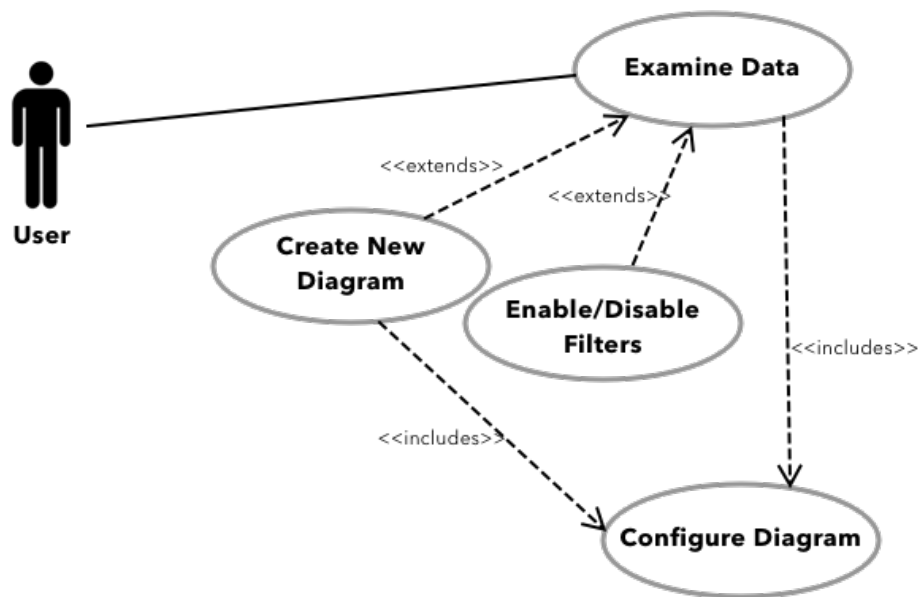 Examine Data
<<extends>>
<<extends>>
User
Create New
Diagram
Enable/Disable
Filters
<<includes>>
<<includes>>
Configure Diagram